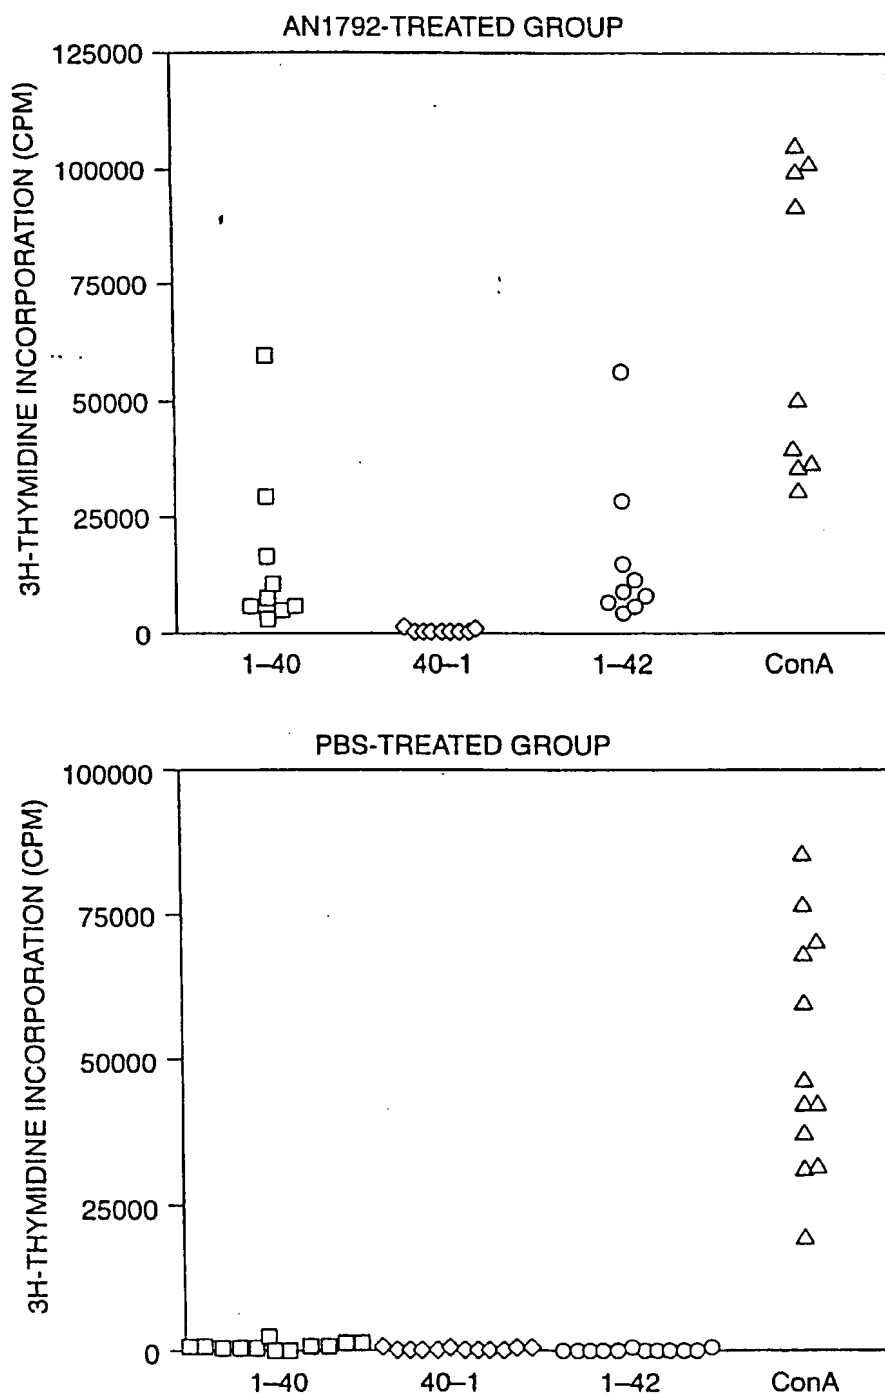 AN1792-TREATED GROUP
3H-THYMIDINE INCORPORATION (CPM)
125000
100000
75000
50000
25000
0
1–40 40–1 1–42 ConA
PBS-TREATED GROUP
3H-THYMIDINE INCORPORATION (CPM)
100000
75000
50000
25000
0
1–40 40–1 1–42 ConA